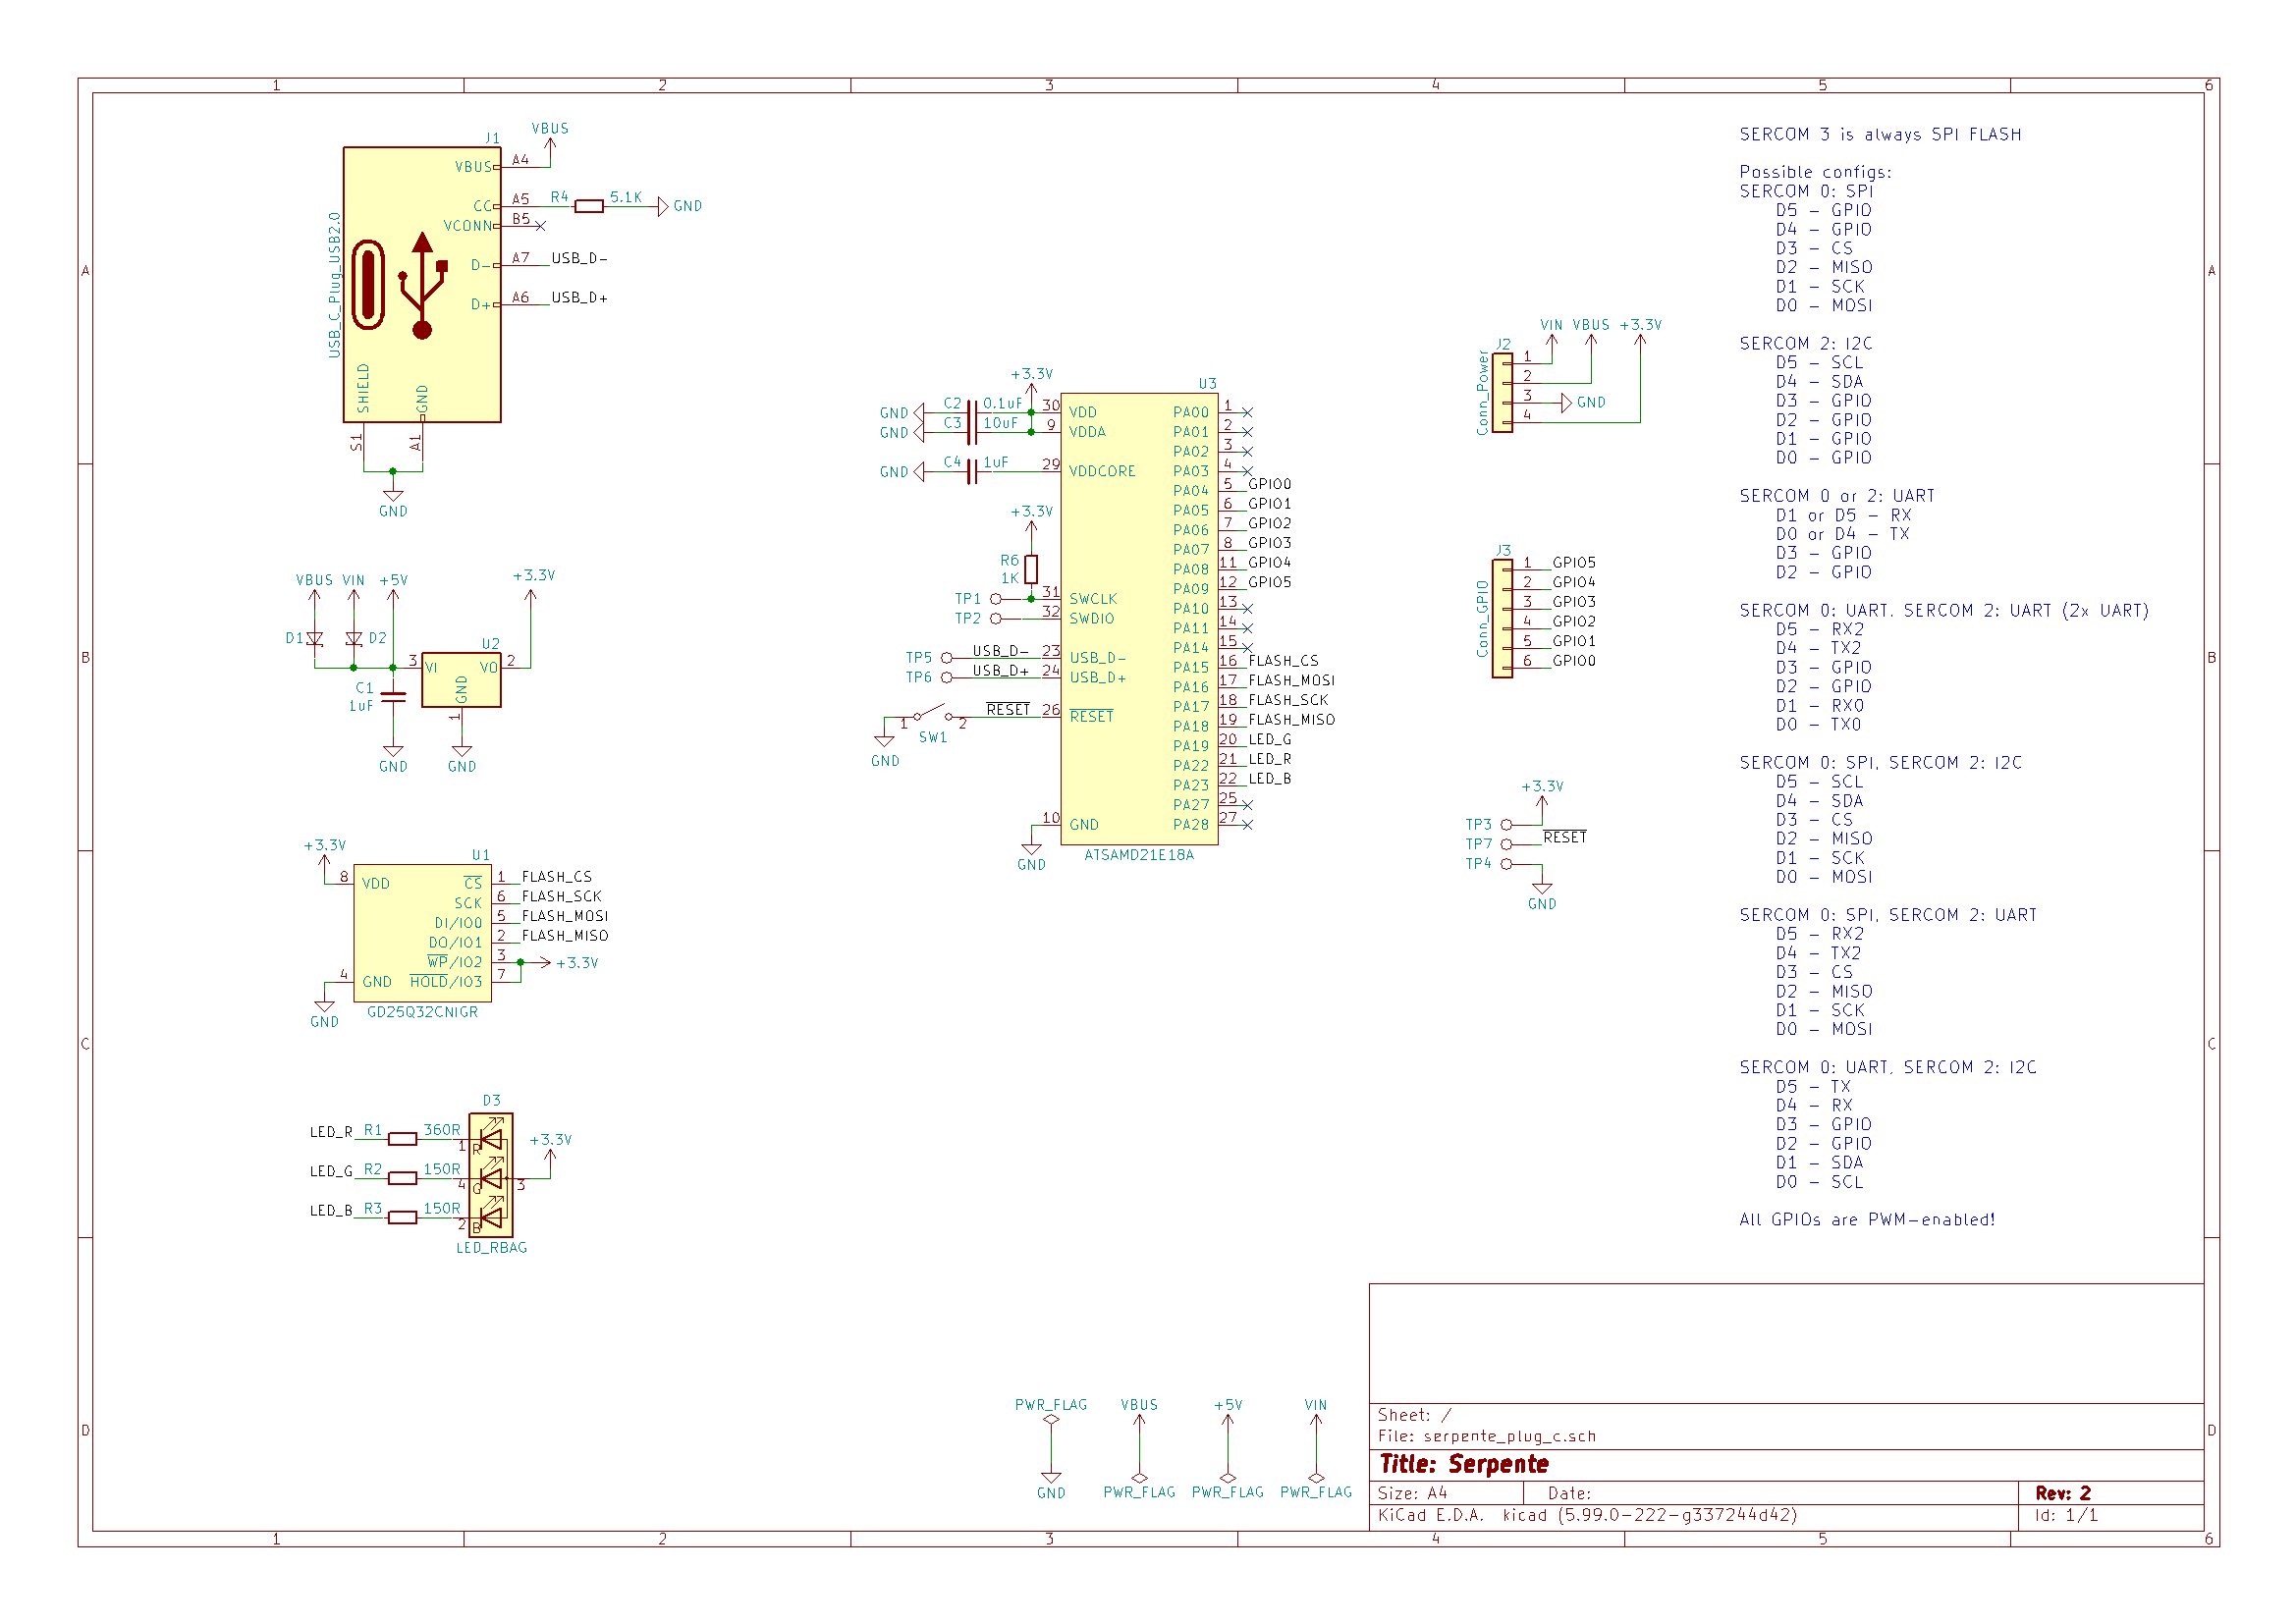 1 2 3 4 5 6
A
B
C
D
J1
USB_C_Plug_USB2.0
VBUS A4 VBUS
CC A5 R4 5.1K GND
VCONN B5
D- A7 USB_D-
D+ A6 USB_D+
SHIELD GND
S1 A1
GND
VBUS VIN +5V +3.3V
D1 D2 U2
3 VI VO 2
GND
1
C1
1uF
GND GND
+3.3V U1
8 VDD CS 1 FLASH_CS
SCK 6 FLASH_SCK
DI/IO0 5 FLASH_MOSI
DO/IO1 2 FLASH_MISO
WP/IO2 3 +3.3V
4 GND HOLD/IO3 7
GND
GD25Q32CNIGR
D3
LED_R R1 360R 1 R
+3.3V
LED_G R2 150R 4 G 3
LED_B R3 150R 2 B
LED_RBAG
+3.3V U3
GND C2 0.1uF 30 VDD
GND C3 10uF 9 VDDA
GND C4 1uF 29 VDDCORE
+3.3V
R6
1K
TP1 31 SWCLK
TP2 32 SWDIO
TP5 USB_D- 23 USB_D-
TP6 USB_D+ 24 USB_D+
1 SW1 2 RESET 26 RESET
GND
10 GND
GND
PA00 1
PA01 2
PA02 3
PA03 4
PA04 5 GPIO0
PA05 6 GPIO1
PA06 7 GPIO2
PA07 8 GPIO3
PA08 11 GPIO4
PA09 12 GPIO5
PA10 13
PA11 14
PA14 15
PA15 16 FLASH_CS
PA16 17 FLASH_MOSI
PA17 18 FLASH_SCK
PA18 19 FLASH_MISO
PA19 20 LED_G
PA22 21 LED_R
PA23 22 LED_B
PA27 25
PA28 27
ATSAMD21E18A
VIN VBUS +3.3V
J2
Conn_Power
1
2
3 GND
4
J3
Conn_GPIO
1 GPIO5
2 GPIO4
3 GPIO3
4 GPIO2
5 GPIO1
6 GPIO0
+3.3V
TP3
TP7 RESET
TP4
GND
SERCOM 3 is always SPI FLASH
Possible configs:
SERCOM 0: SPI
D5 - GPIO
D4 - GPIO
D3 - CS
D2 - MISO
D1 - SCK
D0 - MOSI
SERCOM 2: I2C
D5 - SCL
D4 - SDA
D3 - GPIO
D2 - GPIO
D1 - GPIO
D0 - GPIO
SERCOM 0 or 2: UART
D1 or D5 - RX
D0 or D4 - TX
D3 - GPIO
D2 - GPIO
SERCOM 0: UART. SERCOM 2: UART (2x UART)
D5 - RX2
D4 - TX2
D3 - GPIO
D2 - GPIO
D1 - RX0
D0 - TX0
SERCOM 0: SPI, SERCOM 2: I2C
D5 - SCL
D4 - SDA
D3 - CS
D2 - MISO
D1 - SCK
D0 - MOSI
SERCOM 0: SPI, SERCOM 2: UART
D5 - RX2
D4 - TX2
D3 - CS
D2 - MISO
D1 - SCK
D0 - MOSI
SERCOM 0: UART, SERCOM 2: I2C
D5 - TX
D4 - RX
D3 - GPIO
D2 - GPIO
D1 - SDA
D0 - SCL
All GPIOs are PWM-enabled!
PWR_FLAG VBUS +5V VIN
GND PWR_FLAG PWR_FLAG PWR_FLAG
Sheet: /
File: serpente_plug_c.sch
Title: Serpente
Size: A4 Date: Rev: 2
KiCad E.D.A. kicad (5.99.0-222-g337244d42) Id: 1/1
A
B
C
D
1 2 3 4 5 6